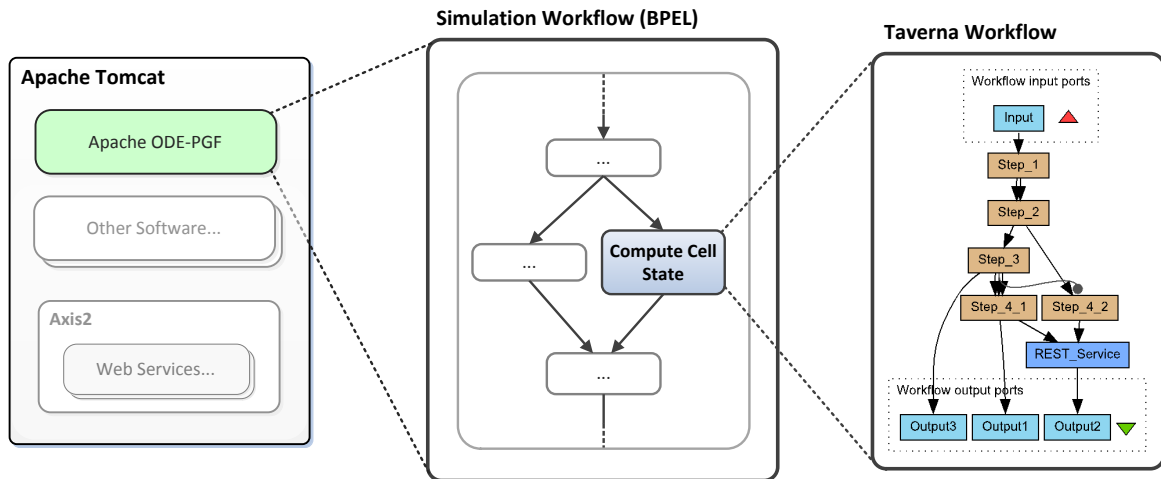 Simulation Workflow (BPEL)
Taverna Workflow
Apache Tomcat
Apache ODE-PGF
Other Software...
Axis2
Web Services...
...
...
Compute Cell
State
...
Workflow input ports
Input
Step_1
Step_2
Step_3
Step_4_1
Step_4_2
REST_Service
Workflow output ports
Output3
Output1
Output2